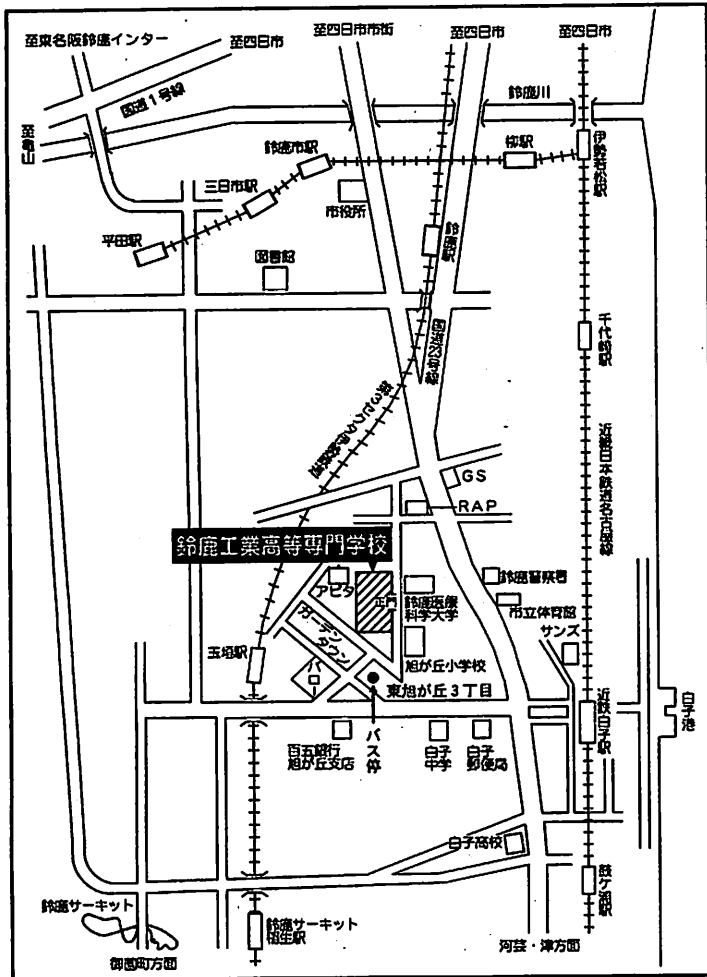 至東名阪鈴鹿インター
至四日市
至四日市市街
至四日市
至四日市
国道1号線
鈴鹿川
至亀山
鈴鹿市駅
柳駅
伊勢若松駅
三日市駅
市役所
平田駅
図書館
鈴鹿駅
千代崎駅
国道23号線
第3セクター伊勢鉄道
近畿日本鉄道名古屋線
GS
RAP
鈴鹿工業高等専門学校
アピタ
正門
鈴鹿医療
科学大学
鈴鹿警察署
市立体育館
サンズ
ガーデン
タウン
玉垣駅
旭が丘小学校
東旭が丘3丁目
近鉄白子駅
白子港
百五銀行
旭が丘支店
バス停
白子
中学
白子
郵便局
白子高校
鼓ケ浦駅
鈴鹿サーキット
鈴鹿サーキット
稲生駅
御薗町方面
河芸・津方面